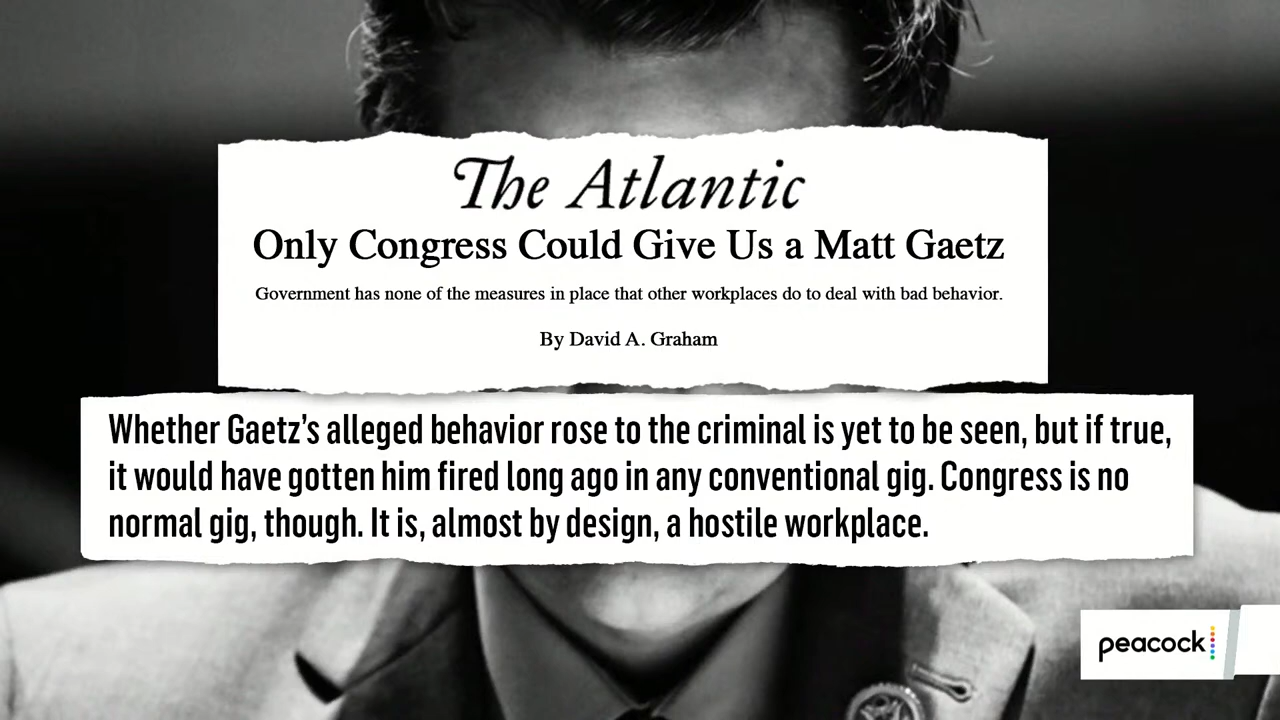 The Atlantic
Only Congress Could Give Us a Matt Gaetz
Government has none of the measures in place that other workplaces do to deal with bad behavior.
By David A. Graham
Whether Gaetz's alleged behavior rose to the criminal is yet to be seen, but if true,
it would have gotten him fired long ago in any conventional gig. Congress is no
normal gig, though. It is, almost by design, a hostile workplace.
peacock